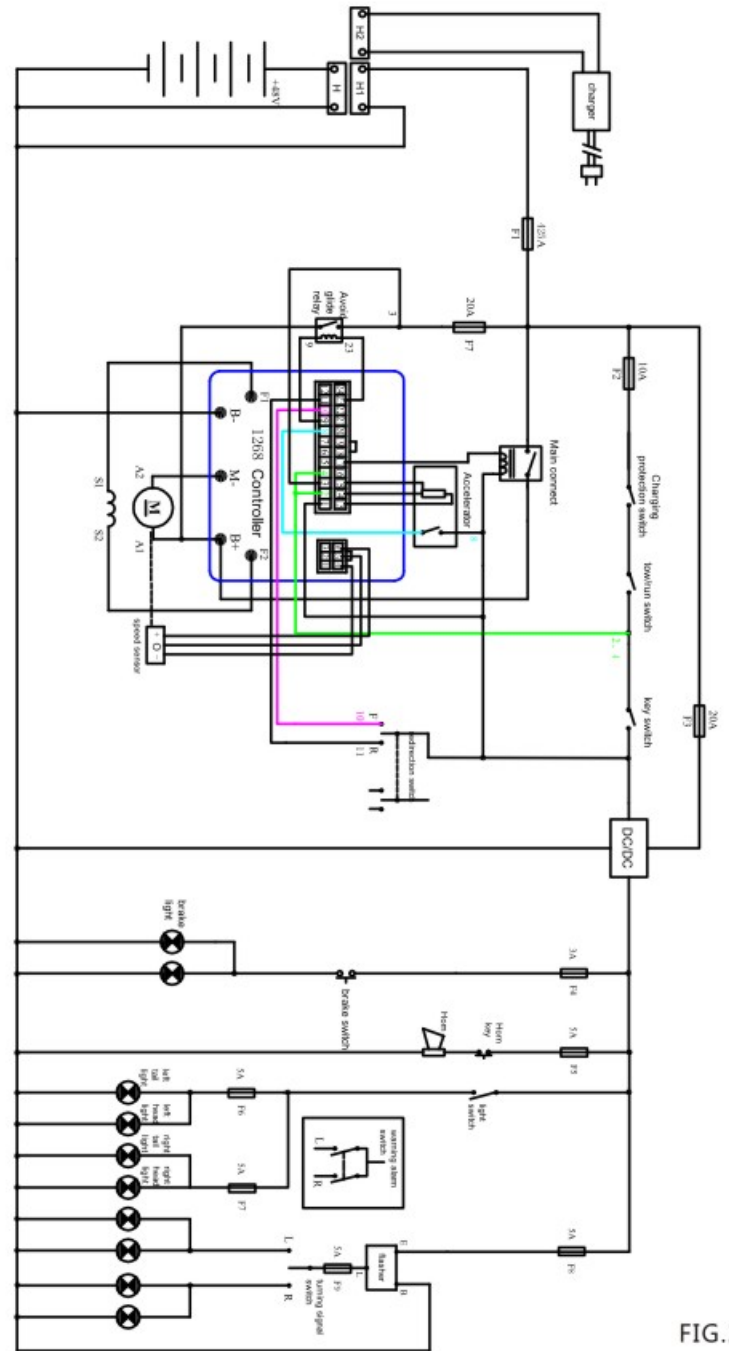 H2
charger
+48V
H
H1
425A
F1
20A
F7
3
Avoid
glide
relay
9
23
10A
F2
Charging
protection switch
Main connect
Accelerator
F1
B-
1268 Controller
M-
B+
F2
A2
M
A1
S1
S2
speed sensor
tow/run switch
key switch
20A
F3
F
10
R
11
redirection switch
DC/DC
brake
light
brake switch
3A
F4
Horn
Horn
key
5A
F5
left
tail
light
left
head
light
right
tail
light
right
head
light
5A
F6
5A
F7
light
switch
warning alarm
switch
L
R
L
R
turning signal
switch
5A
F9
L
flasher
E
B
5A
F8
FIG.